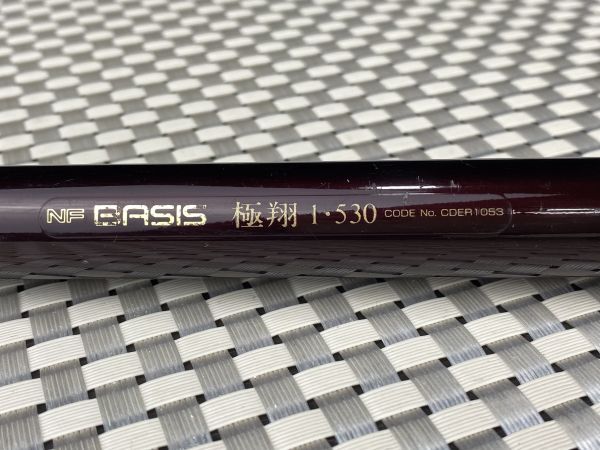 NF BASIS 極翔 1・530 CODE No. CDER1053